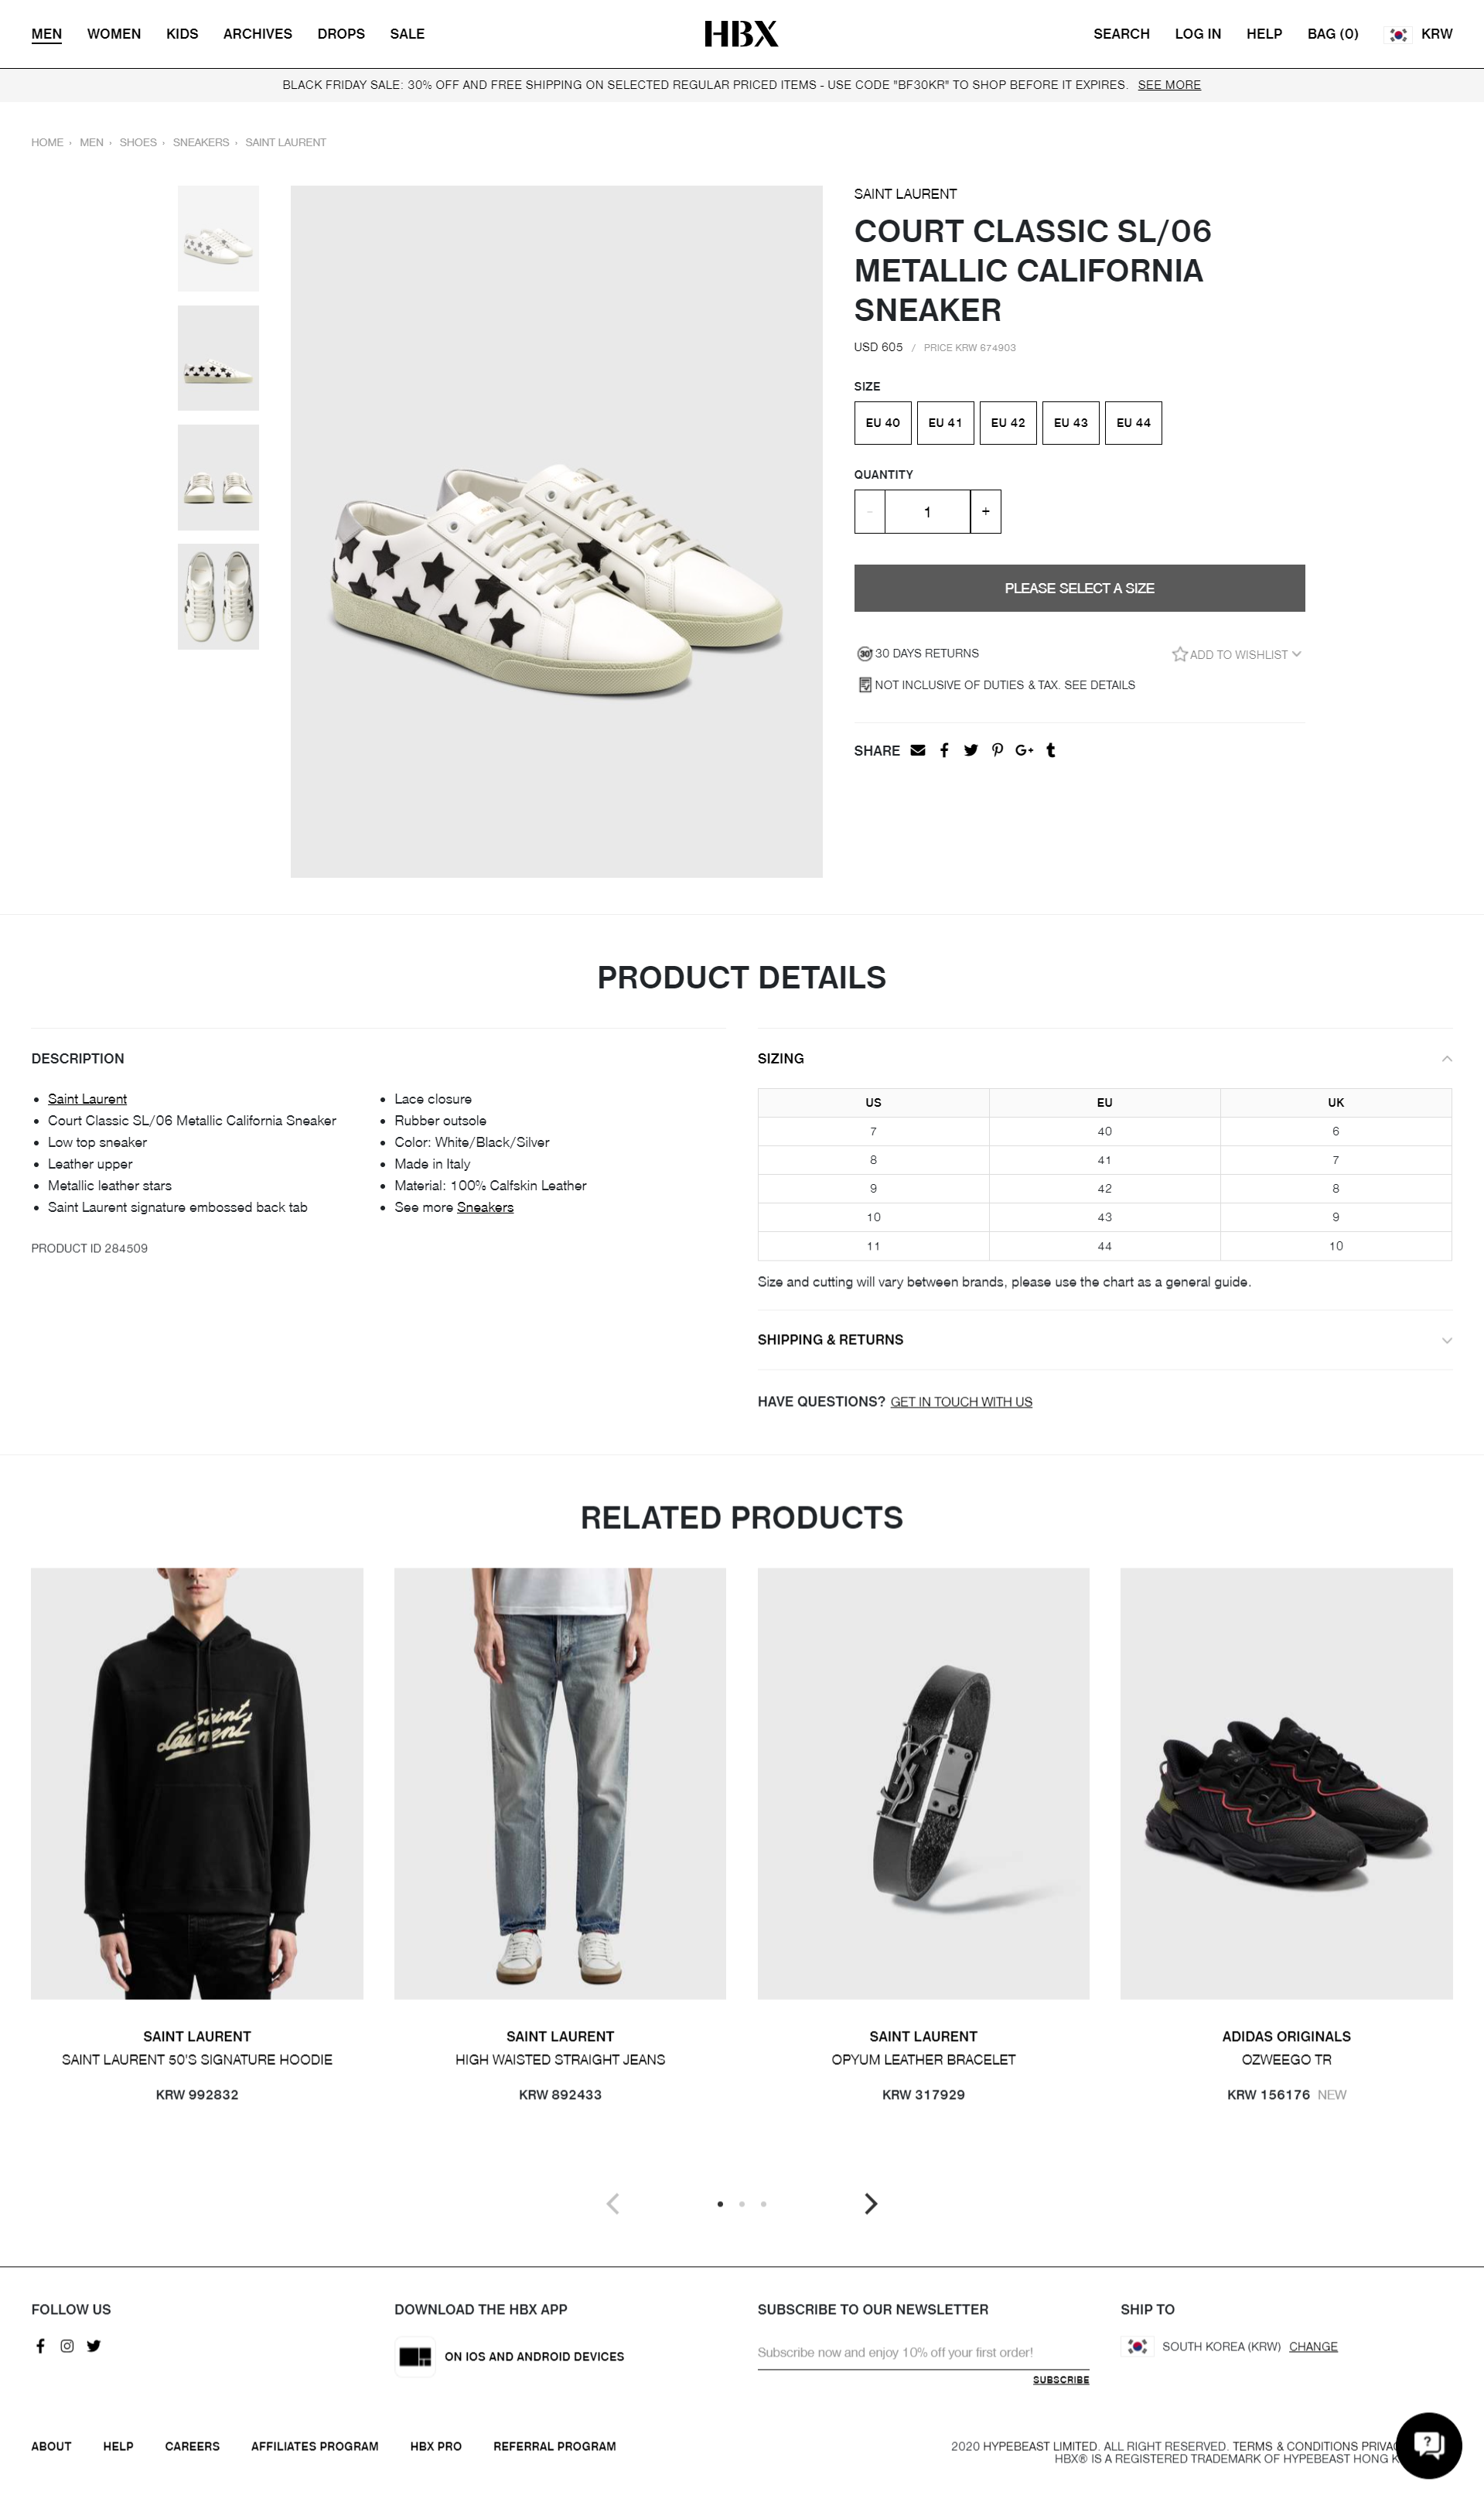 MEN WOMEN KIDS ARCHIVES DROPS SALE
HBX
SEARCH LOG IN HELP BAG (0) KRW
BLACK FRIDAY SALE: 30% OFF AND FREE SHIPPING ON SELECTED REGULAR PRICED ITEMS - USE CODE "BF30KR" TO SHOP BEFORE IT EXPIRES. SEE MORE
HOME › MEN › SHOES › SNEAKERS › SAINT LAURENT
SAINT LAURENT
COURT CLASSIC SL/06
METALLIC CALIFORNIA
SNEAKER
USD 605 / PRICE KRW 674903
SIZE
EU 40 EU 41 EU 42 EU 43 EU 44
QUANTITY
- 1 +
PLEASE SELECT A SIZE
30 30 DAYS RETURNS
ADD TO WISHLIST
NOT INCLUSIVE OF DUTIES & TAX. SEE DETAILS
SHARE
PRODUCT DETAILS
DESCRIPTION
• Saint Laurent
• Court Classic SL/06 Metallic California Sneaker
• Low top sneaker
• Leather upper
• Metallic leather stars
• Saint Laurent signature embossed back tab
• Lace closure
• Rubber outsole
• Color: White/Black/Silver
• Made in Italy
• Material: 100% Calfskin Leather
• See more Sneakers
PRODUCT ID 284509
SIZING
US EU UK
7 40 6
8 41 7
9 42 8
10 43 9
11 44 10
Size and cutting will vary between brands, please use the chart as a general guide.
SHIPPING & RETURNS
HAVE QUESTIONS? GET IN TOUCH WITH US
RELATED PRODUCTS
Saint
Laurent
SAINT LAURENT
SAINT LAURENT 50'S SIGNATURE HOODIE
KRW 992832
SAINT LAURENT
HIGH WAISTED STRAIGHT JEANS
KRW 892433
SAINT LAURENT
OPYUM LEATHER BRACELET
KRW 317929
ADIDAS ORIGINALS
OZWEEGO TR
KRW 156176 NEW
FOLLOW US
DOWNLOAD THE HBX APP
ON IOS AND ANDROID DEVICES
SUBSCRIBE TO OUR NEWSLETTER
Subscribe now and enjoy 10% off your first order!
SUBSCRIBE
SHIP TO
SOUTH KOREA (KRW) CHANGE
ABOUT HELP CAREERS AFFILIATES PROGRAM HBX PRO REFERRAL PROGRAM
2020 HYPEBEAST LIMITED. ALL RIGHT RESERVED. TERMS & CONDITIONS
HBX® IS A REGISTERED TRADEMARK OF HYPEBEAST HONG
?